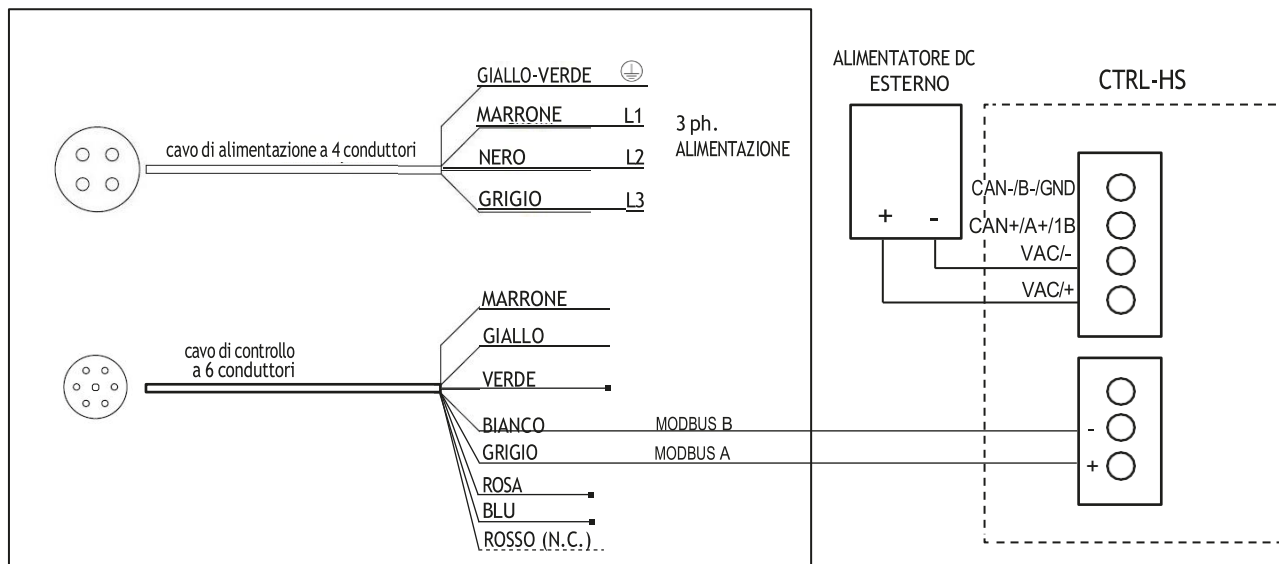 GIALLO-VERDE
MARRONE L1
cavo di alimentazione a 4 conduttori
NERO L2
GRIGIO L3
3 ph.
ALIMENTAZIONE
MARRONE
GIALLO
cavo di controllo
a 6 conduttori
VERDE
BIANCO MODBUS B
GRIGIO MODBUS A
ROSA
BLU
ROSSO (N.C.)
ALIMENTATORE DC
ESTERNO
+ -
CTRL-HS
CAN-/B-/GND
CAN+/A+/1B
VAC/-
VAC/+
-
+